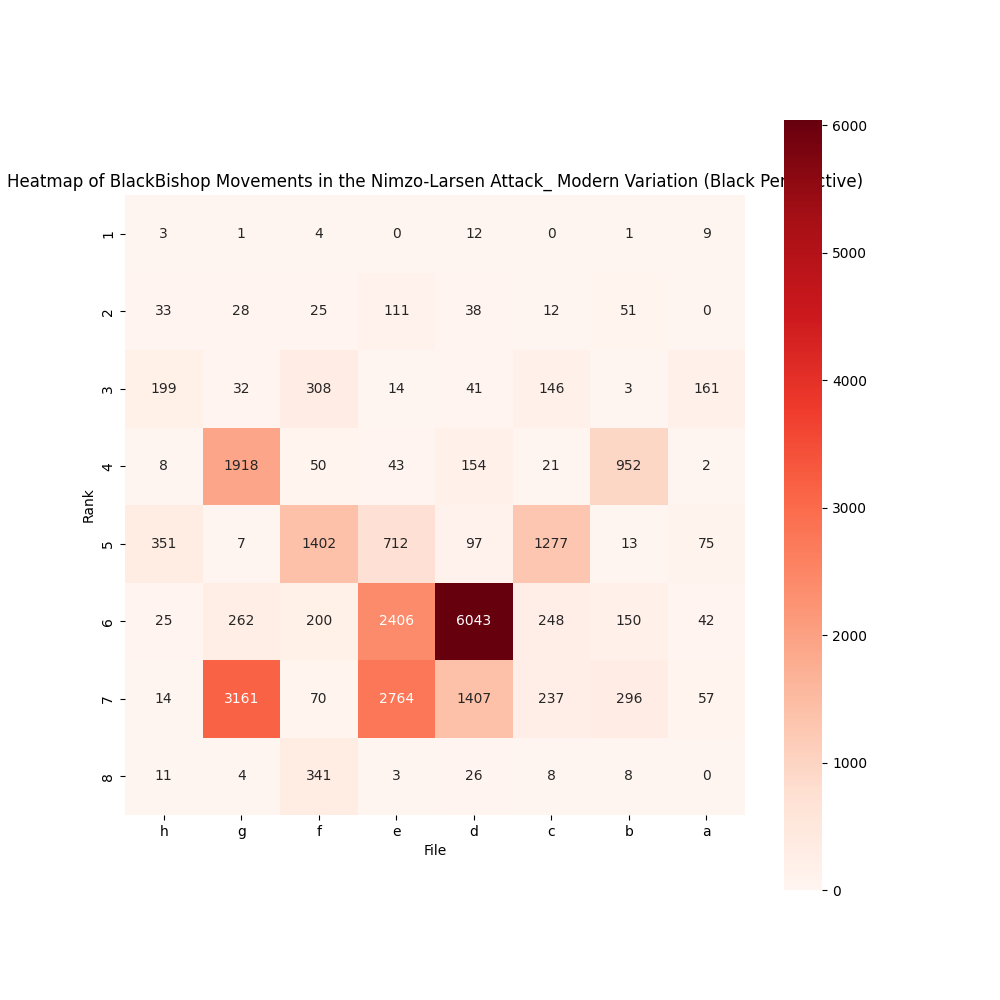 Heatmap of BlackBishop Movements in the Nimzo-Larsen Attack_ Modern Variation (Black Per ctive)
6000
5000
4000
3000
2000
1000
0
Rank
1 3 1 4 0 12 0 1 9
2 33 28 25 111 38 12 51 0
3 199 32 308 14 41 146 3 161
4 8 1918 50 43 154 21 952 2
5 351 7 1402 712 97 1277 13 75
6 25 262 200 2406 6043 248 150 42
7 14 3161 70 2764 1407 237 296 57
8 11 4 341 3 26 8 8 0
h g f e d c b a
File